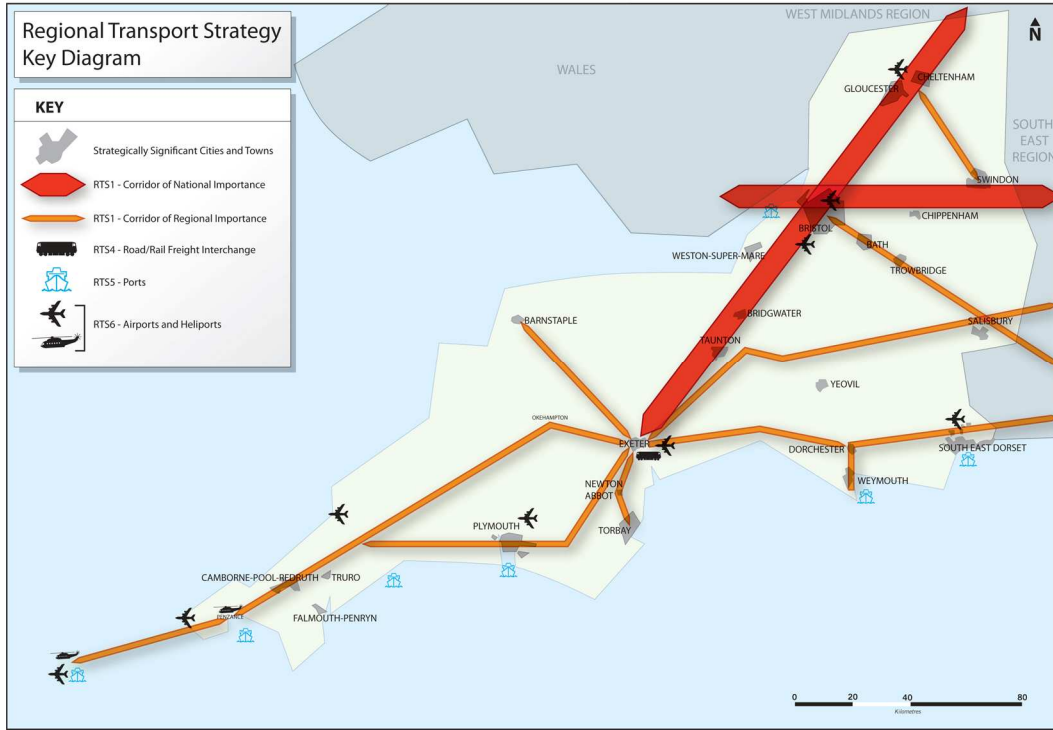 Regional Transport Strategy
Key Diagram
KEY
Strategically Significant Cities and Towns
RTS1 - Corridor of National Importance
RTS1 - Corridor of Regional Importance
RTS4 - Road/Rail Freight Interchange
RTS5 - Ports
RTS6 - Airports and Heliports
WEST MIDLANDS REGION
N
WALES
CHELTENHAM
GLOUCESTER
SOUTH
EAST
REGION
SWINDON
CHIPPENHAM
BRISTOL
BATH
WESTON-SUPER-MARE
TROWBRIDGE
BRIDGWATER
BARNSTAPLE
SALISBURY
TAUNTON
YEOVIL
OKEHAMPTON
EXETER
DORCHESTER
SOUTH EAST DORSET
NEWTON
ABBOT
WEYMOUTH
PLYMOUTH
TORBAY
CAMBORNE-POOL-REDRUTH
TRURO
PENZANCE
FALMOUTH-PENRYN
0 20 40 80
Kilometres